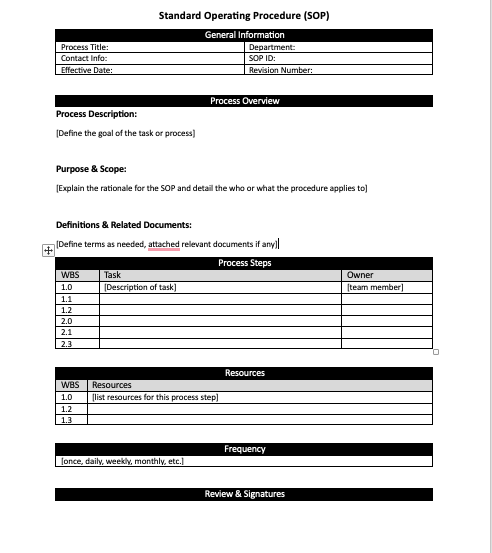 Standard Operating Procedure (SOP)
General Information
Process Title: Department:
Contact Info: SOP ID:
Effective Date: Revision Number:
Process Overview
Process Description:
[Define the goal of the task or process]
Purpose & Scope:
[Explain the rationale for the SOP and detail the who or what the procedure applies to]
Definitions & Related Documents:
[Define terms as needed, attached relevant documents if any]
Process Steps
WBS Task Owner
1.0 [Description of task] [team member]
1.1
1.2
2.0
2.1
2.3
Resources
WBS Resources
1.0 [list resources for this process step]
1.2
1.3
Frequency
[once, daily, weekly, monthly, etc.]
Review & Signatures